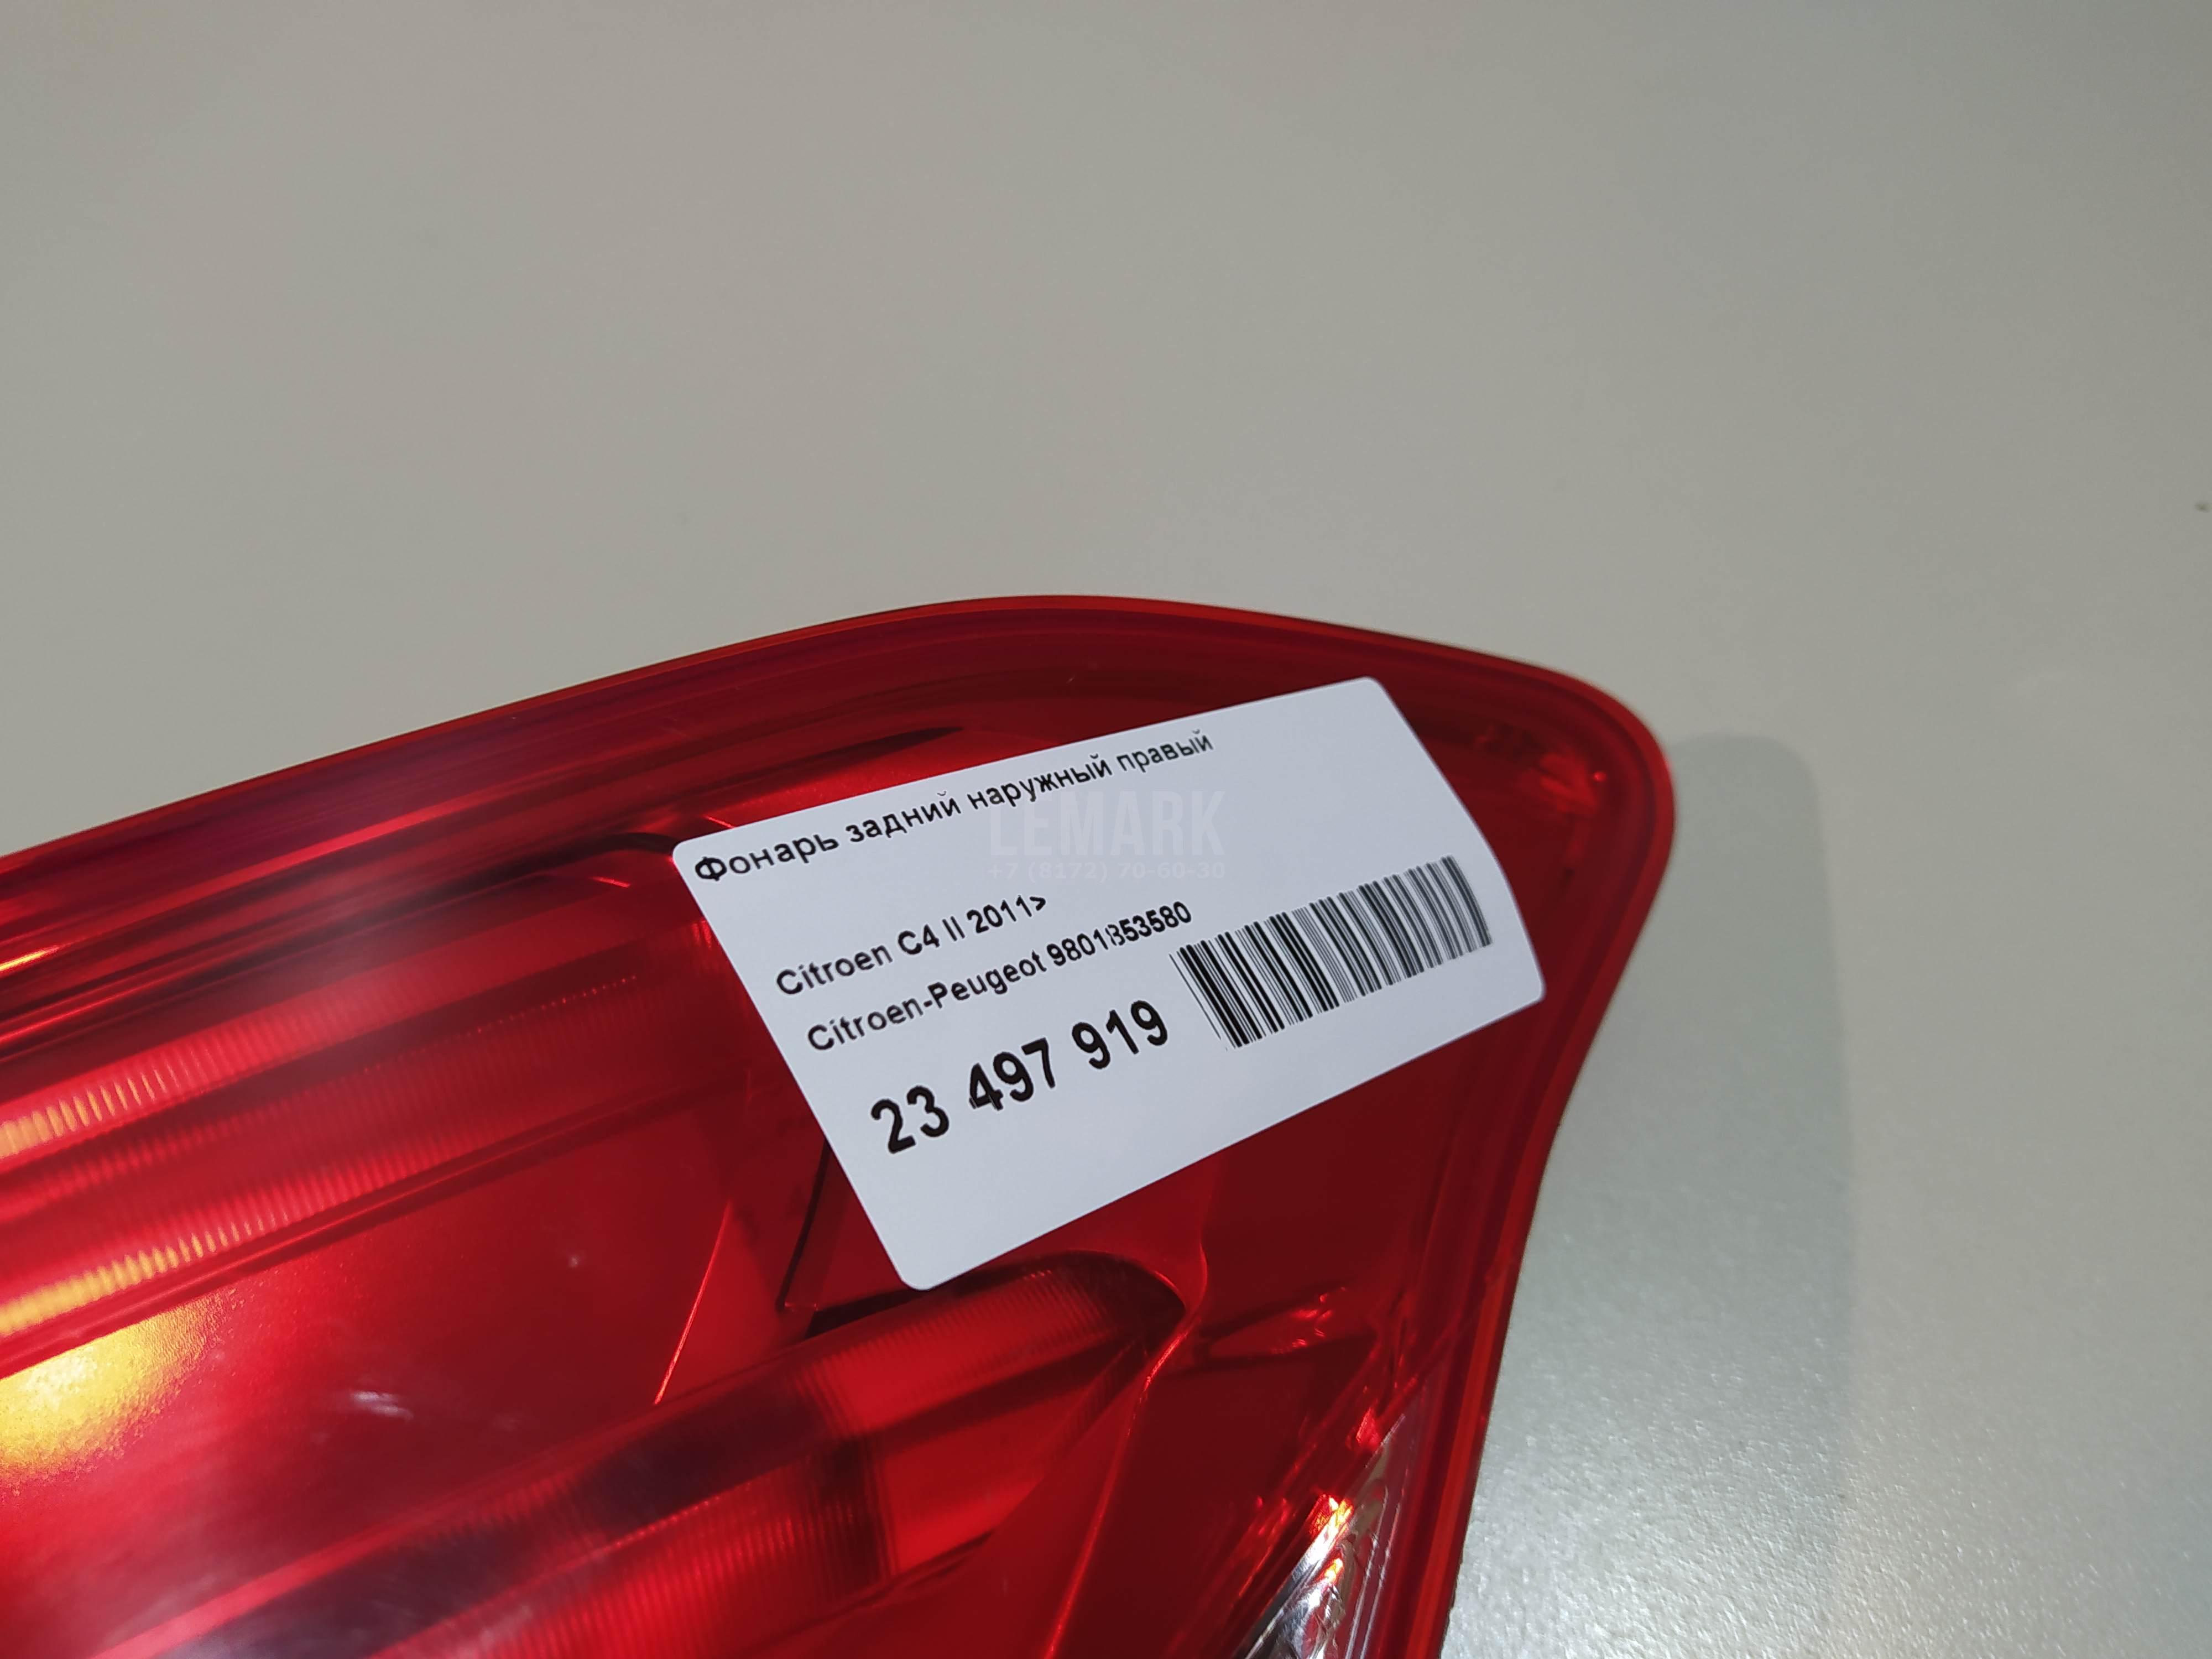 Фонарь задний наружный правый
LEMARK
+7 (8172) 70-60-30
Citroen C4 II 2011>
Citroen-Peugeot 9801853580
23 497 919